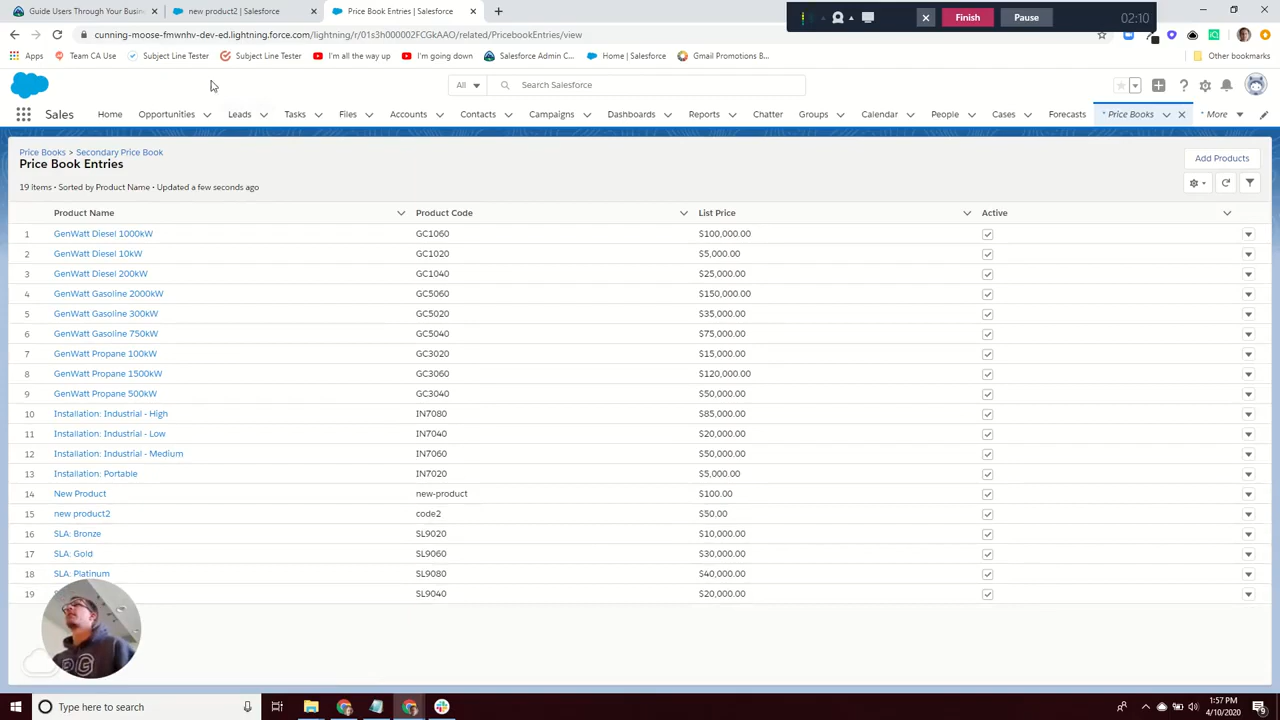 Guide Users Through Your Busin
new product2 | Salesforce
Price Book Entries | Salesforce
Finish
Pause
02:10
cunning-moose-fmwnhv-dev-ed.lightning.force.com/lightning/r/01s3h000002FCGkAAO/related/PricebookEntries/view
Apps
Team CA Use
Subject Line Tester
Subject Line Tester
I'm all the way up
I'm going down
Salesforce Admin C...
Home | Salesforce
Gmail Promotions B...
Other bookmarks
All
Search Salesforce
Sales
Home
Opportunities
Leads
Tasks
Files
Accounts
Contacts
Campaigns
Dashboards
Reports
Chatter
Groups
Calendar
People
Cases
Forecasts
* Price Books
* More
Price Books > Secondary Price Book
Price Book Entries
Add Products
19 items • Sorted by Product Name • Updated a few seconds ago
Product Name Product Code List Price Active
1 GenWatt Diesel 1000kW GC1060 $100,000.00
2 GenWatt Diesel 10kW GC1020 $5,000.00
3 GenWatt Diesel 200kW GC1040 $25,000.00
4 GenWatt Gasoline 2000kW GC5060 $150,000.00
5 GenWatt Gasoline 300kW GC5020 $35,000.00
6 GenWatt Gasoline 750kW GC5040 $75,000.00
7 GenWatt Propane 100kW GC3020 $15,000.00
8 GenWatt Propane 1500kW GC3060 $120,000.00
9 GenWatt Propane 500kW GC3040 $50,000.00
10 Installation: Industrial - High IN7080 $85,000.00
11 Installation: Industrial - Low IN7040 $20,000.00
12 Installation: Industrial - Medium IN7060 $50,000.00
13 Installation: Portable IN7020 $5,000.00
14 New Product new-product $100.00
15 new product2 code2 $50.00
16 SLA: Bronze SL9020 $10,000.00
17 SLA: Gold SL9060 $30,000.00
18 SLA: Platinum SL9080 $40,000.00
19 SL9040 $20,000.00
Type here to search
1:57 PM
4/10/2020